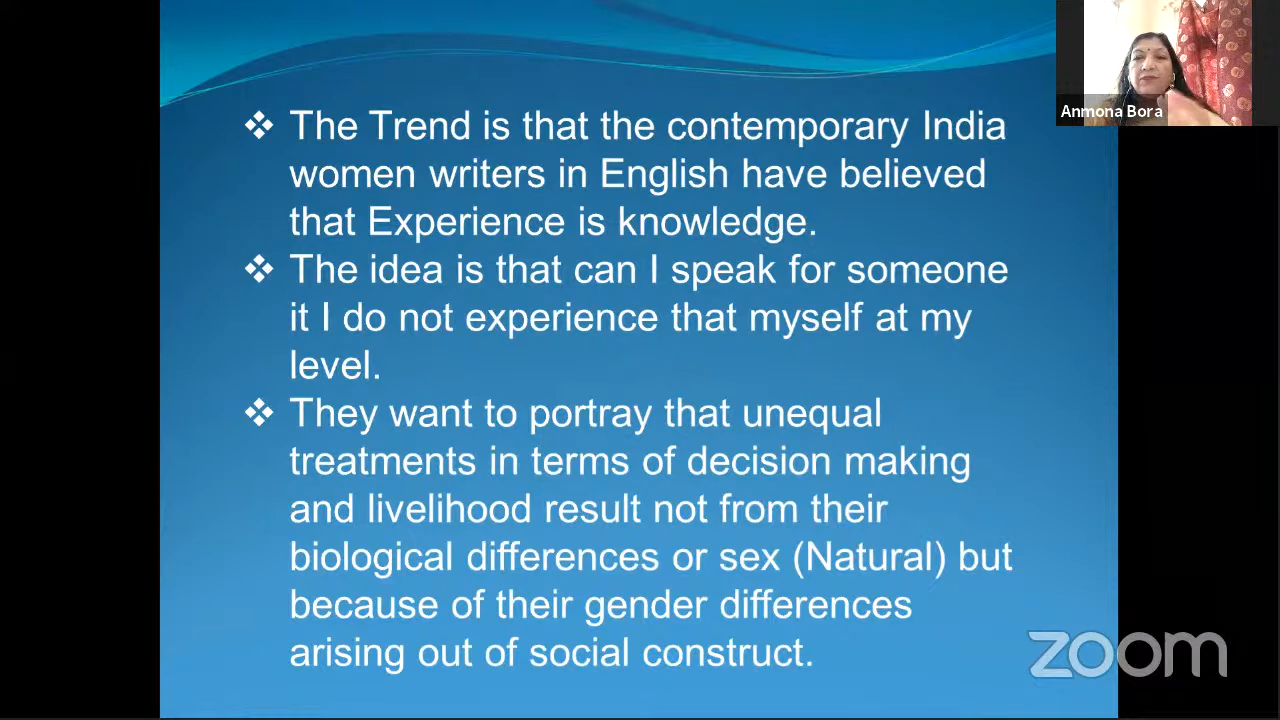 ❖ The Trend is that the contemporary India
women writers in English have believed
that Experience is knowledge.
❖ The idea is that can I speak for someone
it I do not experience that myself at my
level.
❖ They want to portray that unequal
treatments in terms of decision making
and livelihood result not from their
biological differences or sex (Natural) but
because of their gender differences
arising out of social construct.
Anmona Bora
zoom